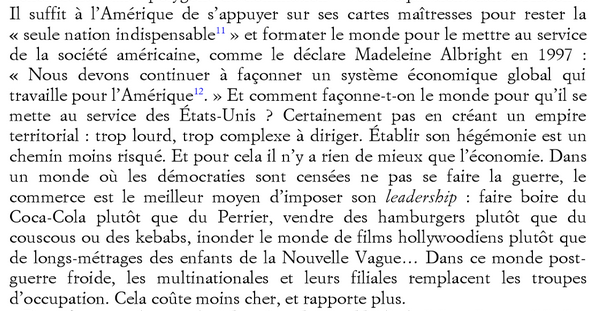 Il suffit à l'Amérique de s'appuyer sur ses cartes maîtresses pour rester la
« seule nation indispensable11 » et formater le monde pour le mettre au service
de la société américaine, comme le déclare Madeleine Albright en 1997 :
« Nous devons continuer à façonner un système économique global qui
travaille pour l'Amérique12. » Et comment façonne-t-on le monde pour qu'il se
mette au service des États-Unis ? Certainement pas en créant un empire
territorial : trop lourd, trop complexe à diriger. Établir son hégémonie est un
chemin moins risqué. Et pour cela il n'y a rien de mieux que l'économie. Dans
un monde où les démocraties sont censées ne pas se faire la guerre, le
commerce est le meilleur moyen d'imposer son leadership : faire boire du
Coca-Cola plutôt que du Perrier, vendre des hamburgers plutôt que du
couscous ou des kebabs, inonder le monde de films hollywoodiens plutôt que
de longs-métrages des enfants de la Nouvelle Vague… Dans ce monde post-
guerre froide, les multinationales et leurs filiales remplacent les troupes
d'occupation. Cela coûte moins cher, et rapporte plus.